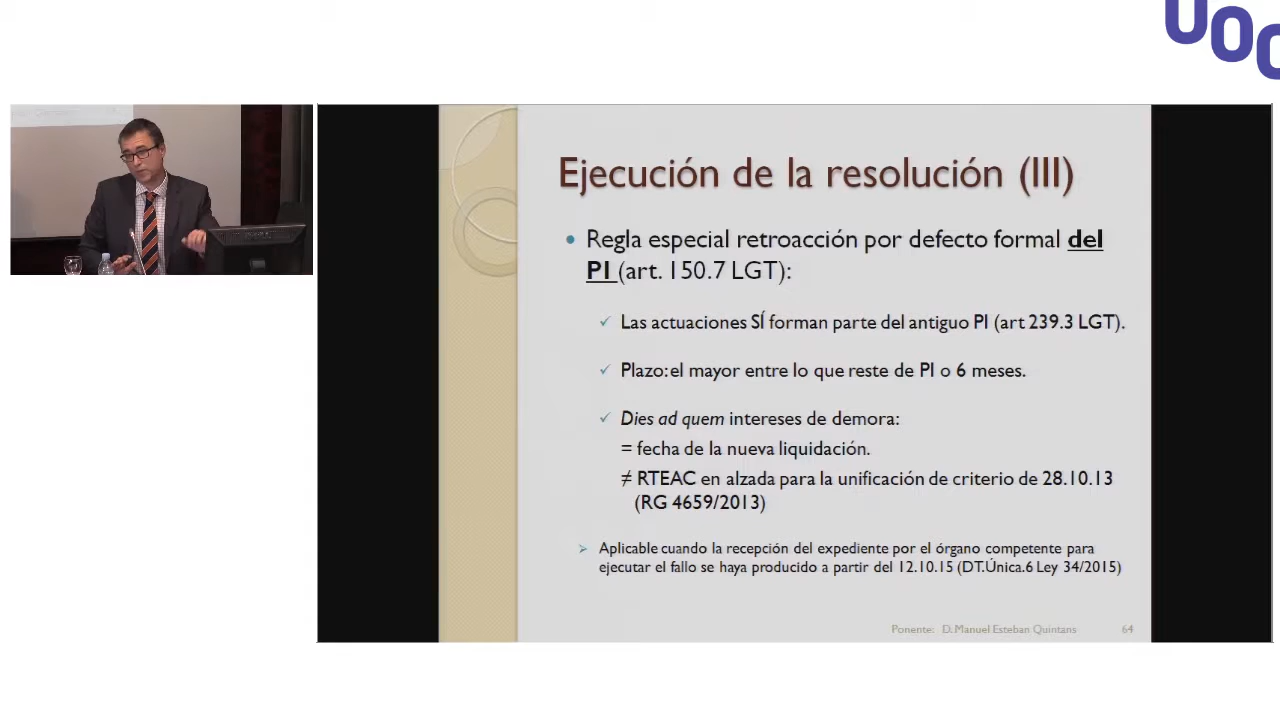 UOC
Ejecución de la resolución (III)
Regla especial retroacción por defecto formal del
PI (art. 150.7 LGT):
Las actuaciones SÍ forman parte del antiguo PI (art 239.3 LGT).
Plazo: el mayor entre lo que reste de PI o 6 meses.
Dies ad quem intereses de demora:
= fecha de la nueva liquidación.
≠ RTEAC en alzada para la unificación de criterio de 28.10.13
(RG 4659/2013)
Aplicable cuando la recepción del expediente por el órgano competente para
ejecutar el fallo se haya producido a partir del 12.10.15 (DT.Única.6 Ley 34/2015)
Ponente: D. Manuel Esteban Quintans 64